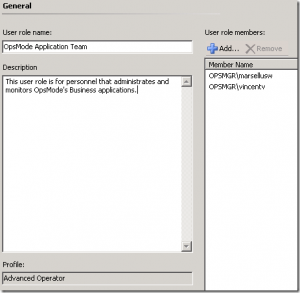 General
User role name:
OpsMode Application Team
Description
This user role is for personnel that administrates and
monitors OpsMode's Business applications.
Profile:
Advanced Operator
User role members:
Add... Remove
Member Name
OPSMGR\marsellusw
OPSMGR\vincentv